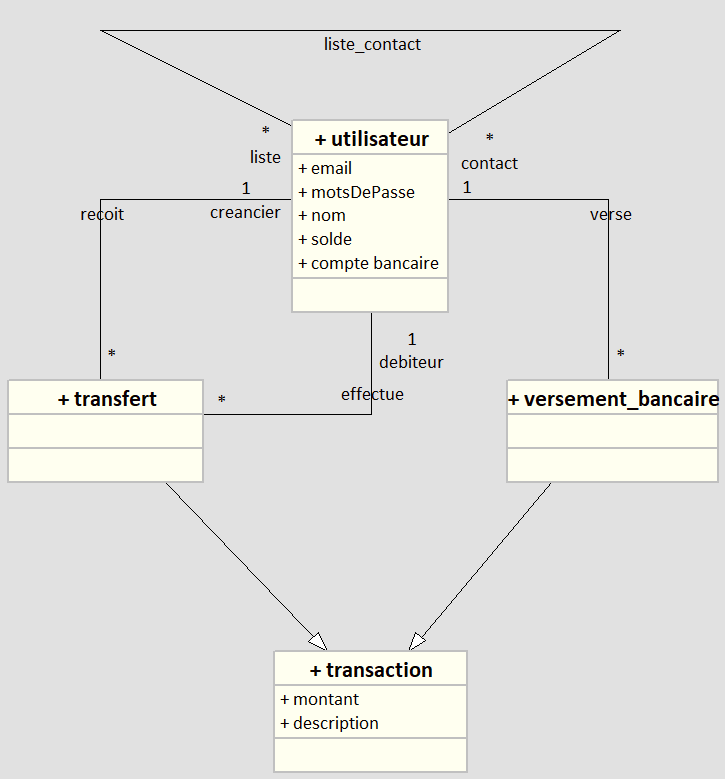 liste_contact
*
*
+ utilisateur
liste
contact
+ email
+ motsDePasse
+ nom
+ solde
+ compte bancaire
1
1
creancier
recoit
verse
1
debiteur
*
*
*
effectue
+ transfert
+ versement_bancaire
+ transaction
+ montant
+ description